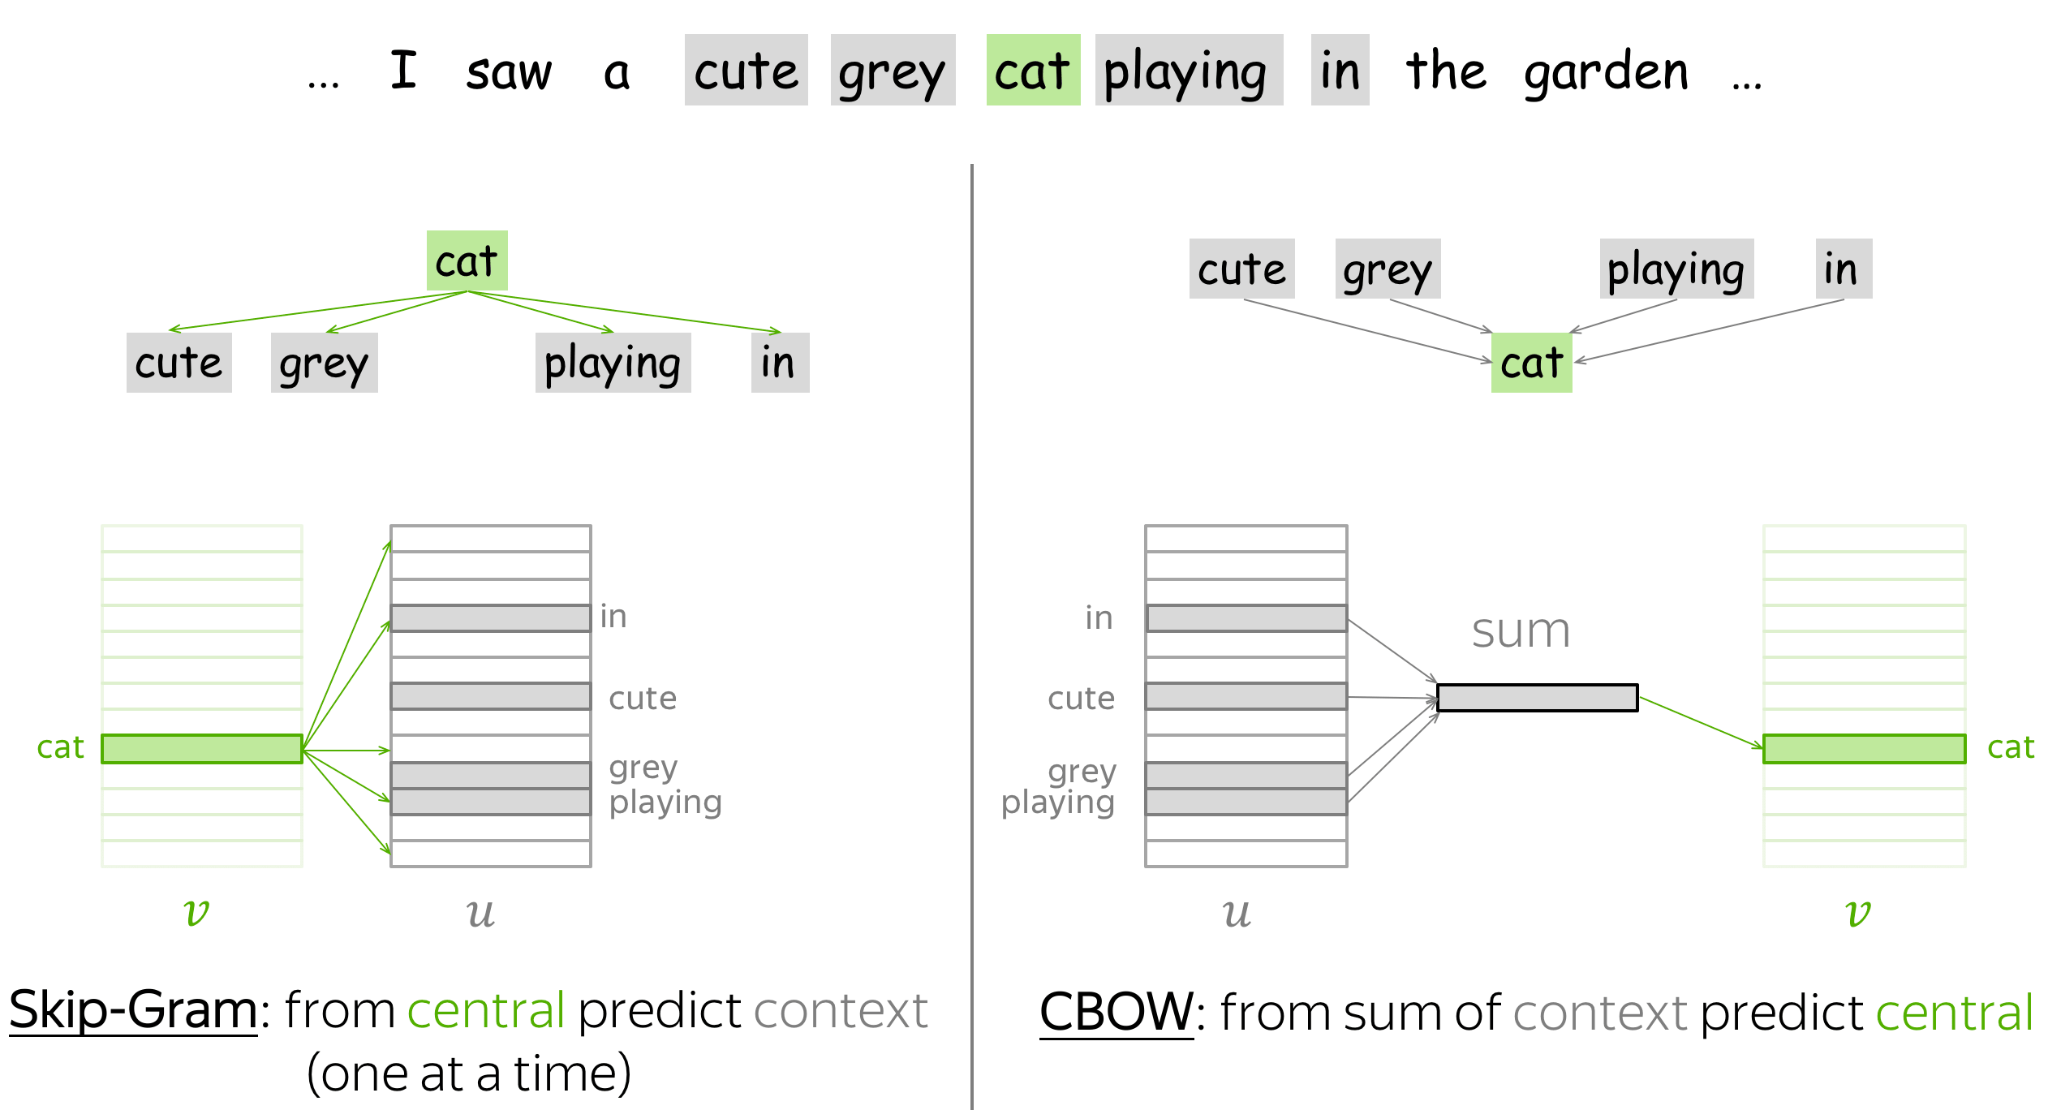 ... I saw a cute grey cat playing in the garden ...
cat
cute grey playing in
in
cute
cat
grey
playing
v u
Skip-Gram: from central predict context
(one at a time)
cute grey playing in
cat
in
sum
cute
cat
grey
playing
u v
CBOW: from sum of context predict central